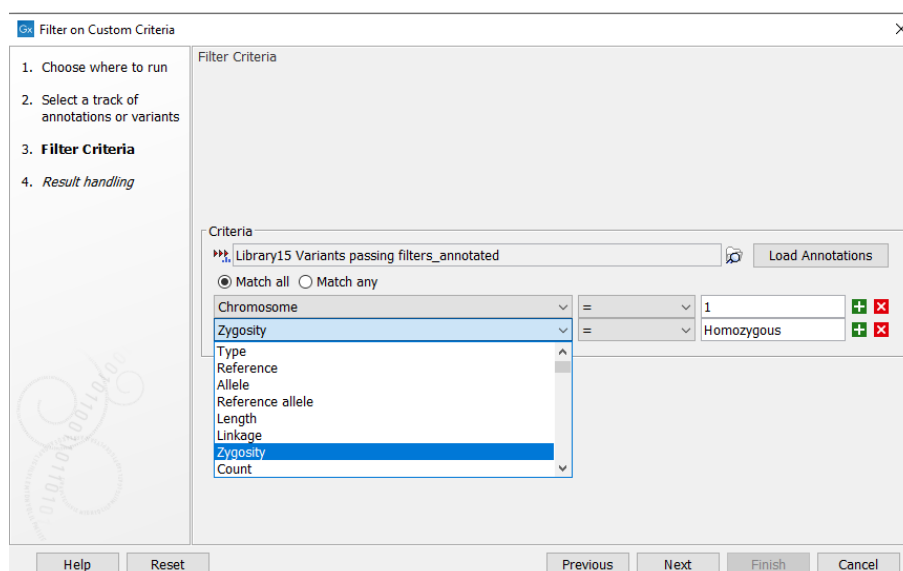 Gx Filter on Custom Criteria
1. Choose where to run
2. Select a track of
annotations or variants
3. Filter Criteria
4. Result handling
Filter Criteria
Criteria
Library15 Variants passing filters_annotated
Load Annotations
Match all Match any
Chromosome = 1
Zygosity = Homozygous
Type
Reference
Allele
Reference allele
Length
Linkage
Zygosity
Count
Help Reset Previous Next Finish Cancel